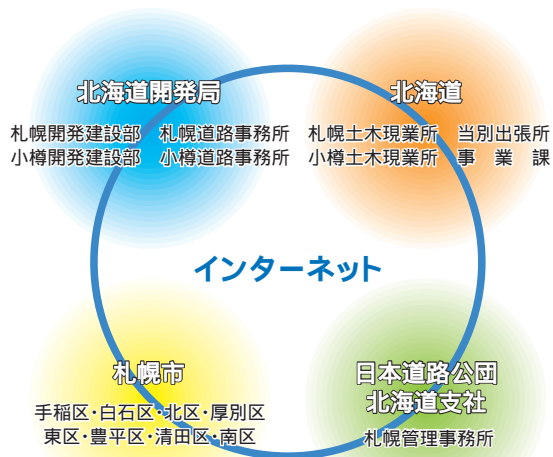 北海道開発局
札幌開発建設部　札幌道路事務所
小樽開発建設部　小樽道路事務所
北海道
札幌土木現業所　当別出張所
小樽土木現業所　事　業　課
インターネット
札幌市
手稲区・白石区・北区・厚別区
東区・豊平区・清田区・南区
日本道路公団
北海道支社
札幌管理事務所